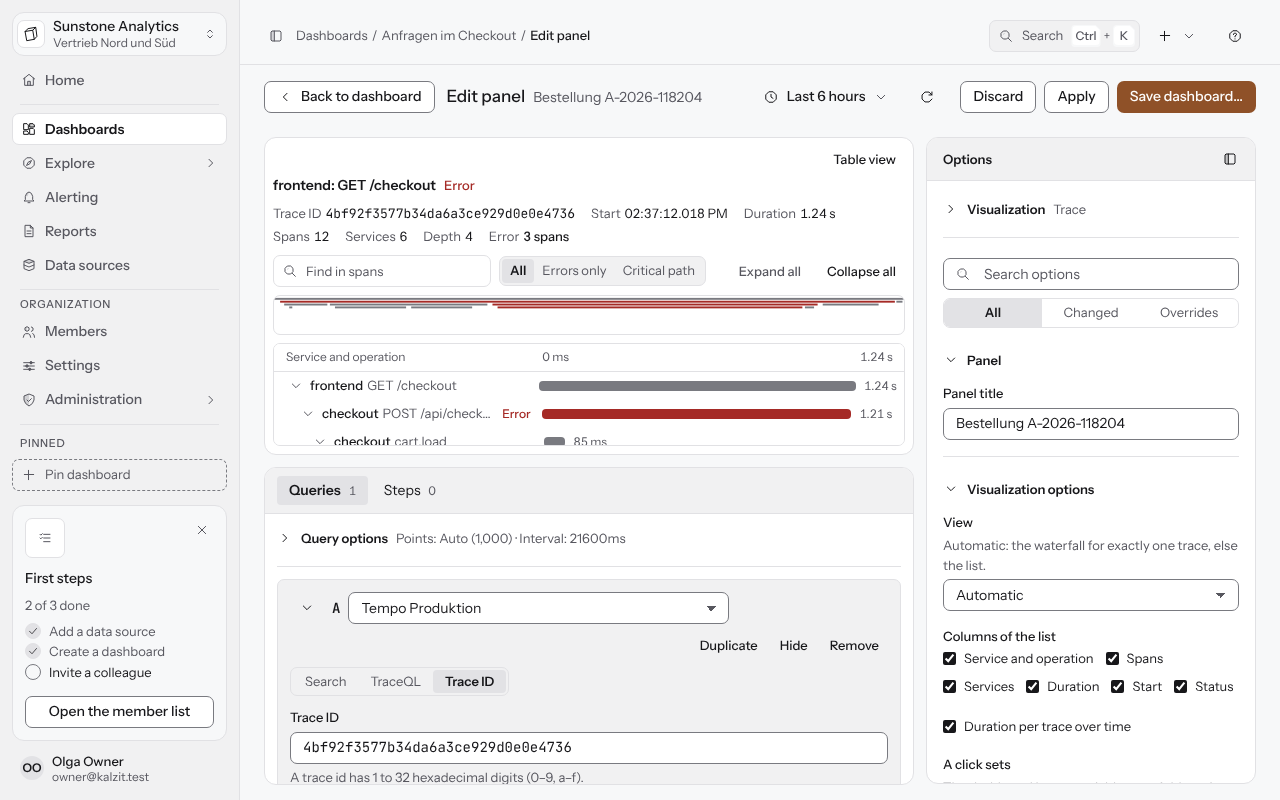 Sunstone Analytics
Vertrieb Nord und Süd
Home
Dashboards
Explore
Alerting
Reports
Data sources
ORGANIZATION
Members
Settings
Administration
PINNED
Pin dashboard
First steps
2 of 3 done
Add a data source
Create a dashboard
Invite a colleague
Open the member list
OO Olga Owner
owner@kalzit.test
Dashboards / Anfragen im Checkout / Edit panel
Search Ctrl + K
Back to dashboard Edit panel Bestellung A-2026-118204 Last 6 hours Discard Apply Save dashboard...
Table view
frontend: GET /checkout Error
Trace ID 4bf92f3577b34da6a3ce929d0e0e4736 Start 02:37:12.018 PM Duration 1.24 s
Spans 12 Services 6 Depth 4 Error 3 spans
Find in spans All Errors only Critical path Expand all Collapse all
Service and operation 0 ms 1.24 s
frontend GET /checkout 1.24 s
checkout POST /api/check... Error 1.21 s
checkout cart load 85 ms
Queries 1 Steps 0
Query options Points: Auto (1,000) · Interval: 21600ms
A Tempo Produktion
Duplicate Hide Remove
Search TraceQL Trace ID
Trace ID
4bf92f3577b34da6a3ce929d0e0e4736
A trace id has 1 to 32 hexadecimal digits (0–9, a–f).
Options
Visualization Trace
Search options
All Changed Overrides
Panel
Panel title
Bestellung A-2026-118204
Visualization options
View
Automatic: the waterfall for exactly one trace, else
the list.
Automatic
Columns of the list
Service and operation Spans
Services Duration Start Status
Duration per trace over time
A click sets